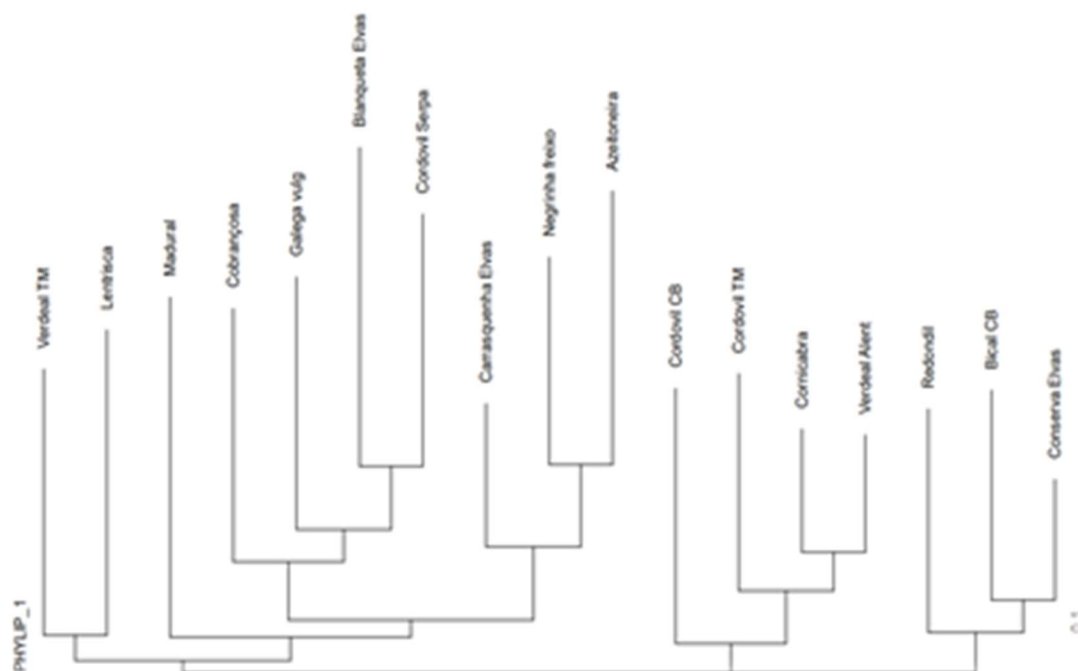 PHYLIP_1
Verdeal TM
Lentrisca
Madural
Cobrançosa
Galega vulg
Blanqueta Elvas
Cordovil Serpa
Carrasquenha Elvas
Negrinha freixo
Azeitoneira
Cordovil CB
Cordovil TM
Cornicabra
Verdeal Alent
Redondil
Bical CB
Conserva Elvas